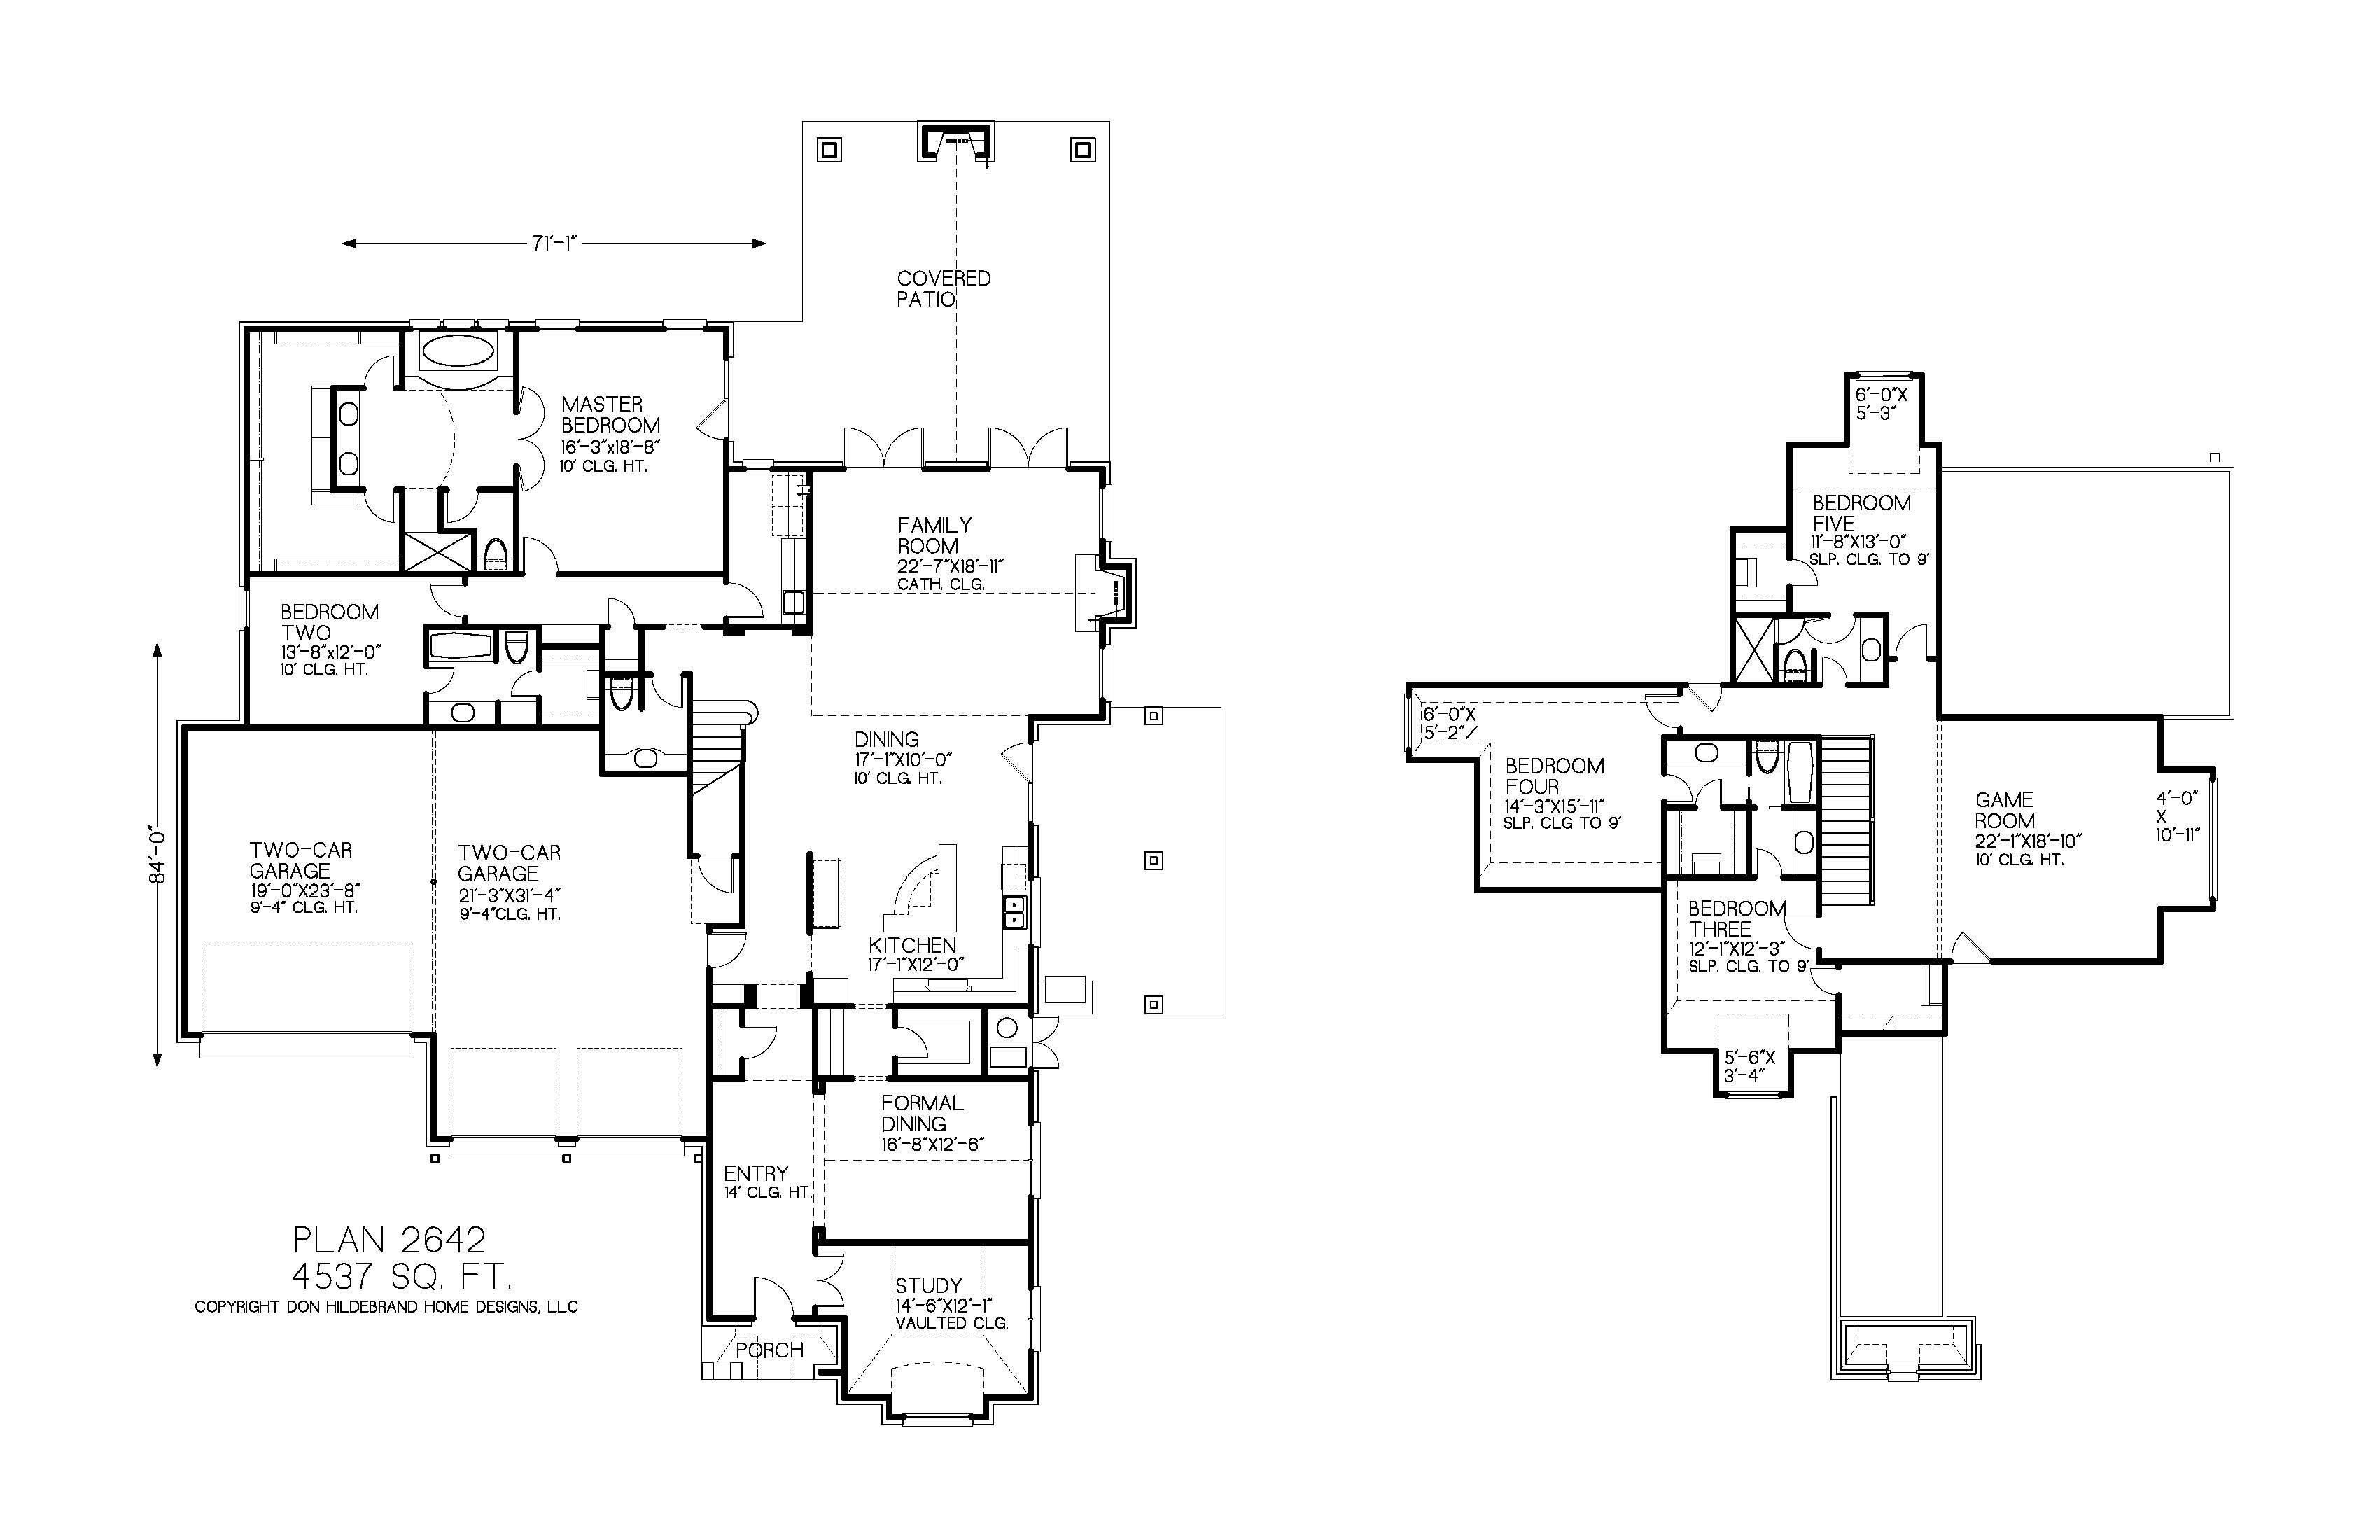 71'-1"
COVERED
PATIO
MASTER
BEDROOM
16'-3"x18'-8"
10' CLG. HT.
FAMILY
ROOM
22'-7"X18'-11"
CATH. CLG.
BEDROOM
TWO
13'-8"x12'-0"
10' CLG. HT.
DINING
17'-1"X10'-0"
10' CLG. HT.
84'-0"
TWO-CAR
GARAGE
19'-0"X23'-8"
9'-4" CLG. HT.
TWO-CAR
GARAGE
21'-3"X31'-4"
9'-4"CLG. HT.
KITCHEN
17'-1"X12'-0"
FORMAL
DINING
16'-8"X12'-6"
ENTRY
14' CLG. HT.
STUDY
14'-6"X12'-1"
VAULTED CLG.
PORCH
PLAN 2642
4537 SQ. FT.
COPYRIGHT DON HILDEBRAND HOME DESIGNS, LLC
6'-0"X
5'-3"
BEDROOM
FIVE
11'-8"X13'-0"
SLP. CLG. TO 9'
6'-0"X
5'-2"
BEDROOM
FOUR
14'-3"X15'-11"
SLP. CLG TO 9'
GAME
ROOM
22'-1"X18'-10"
10' CLG. HT.
4'-0"
X
10'-11"
BEDROOM
THREE
12'-1"X12'-3"
SLP. CLG. TO 9'
5'-6"X
3'-4"